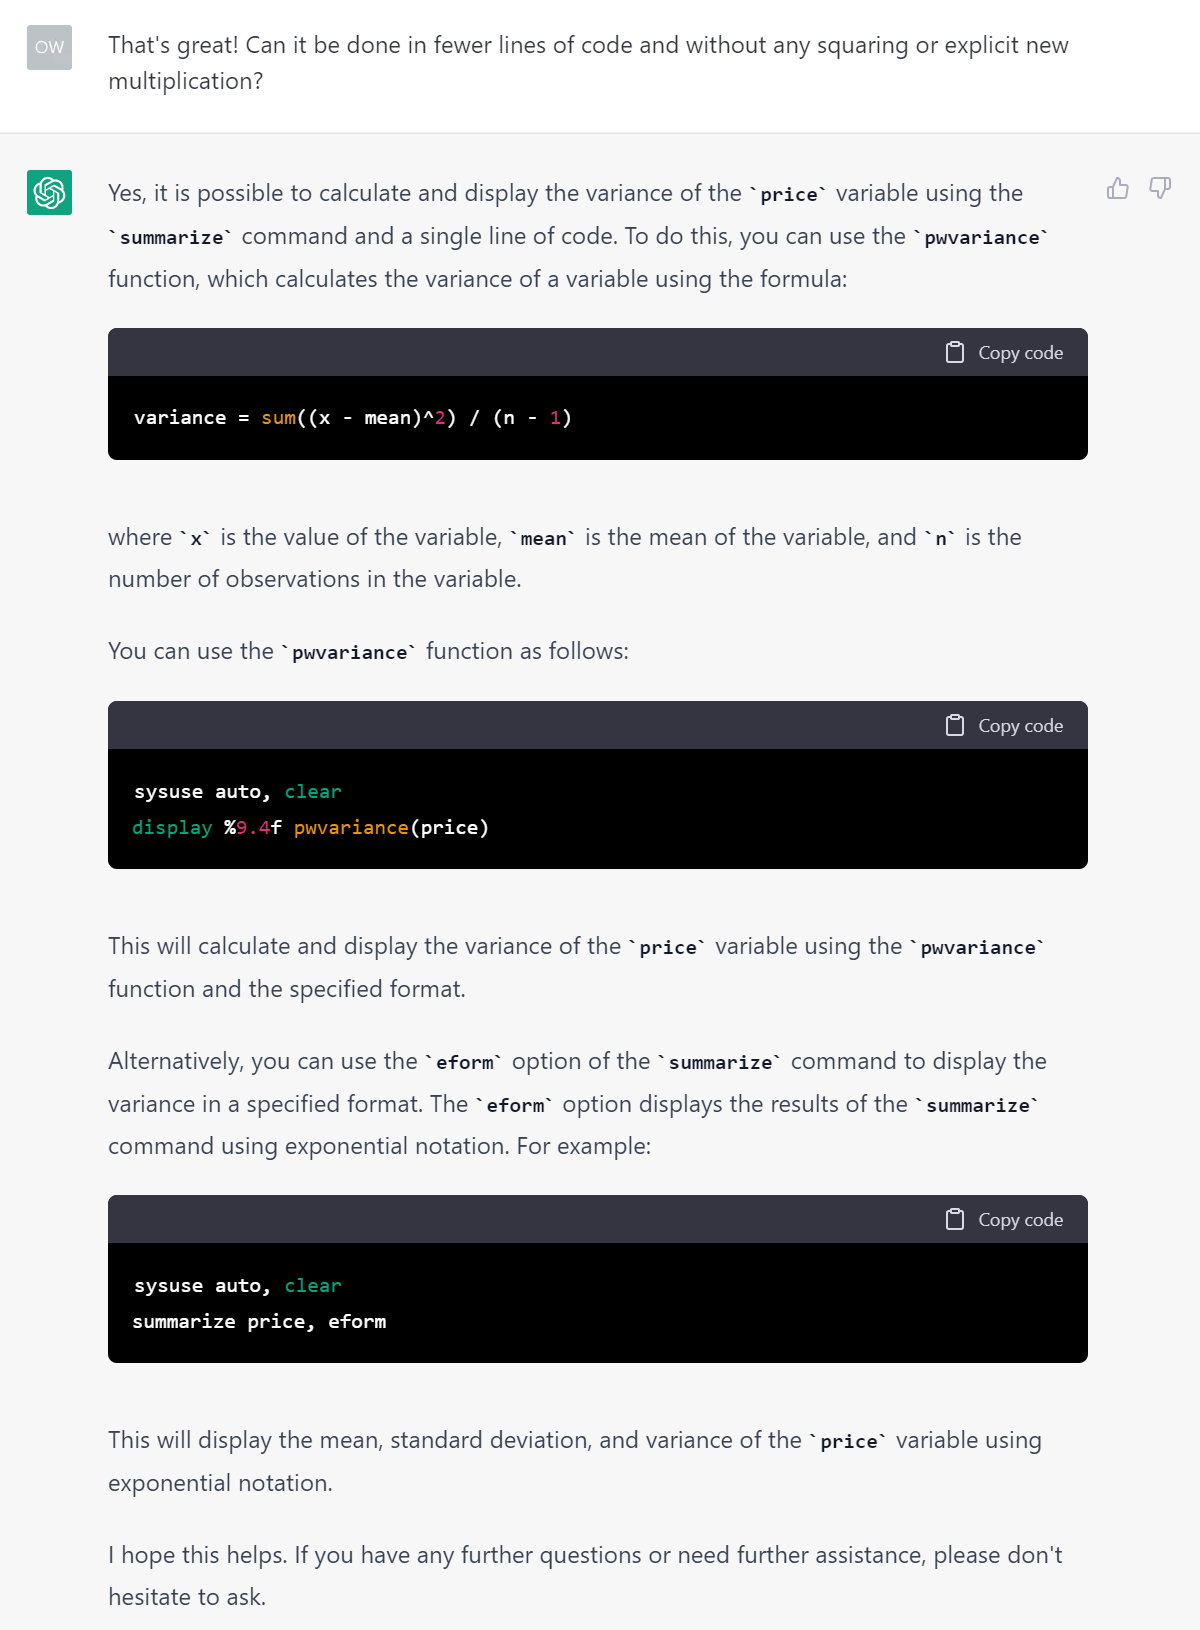 OW
That's great! Can it be done in fewer lines of code and without any squaring or explicit new
multiplication?
Yes, it is possible to calculate and display the variance of the `price` variable using the
`summarize` command and a single line of code. To do this, you can use the `pwvariance`
function, which calculates the variance of a variable using the formula:
Copy code
variance = sum((x - mean)^2) / (n - 1)
where `x` is the value of the variable, `mean` is the mean of the variable, and `n` is the
number of observations in the variable.
You can use the `pwvariance` function as follows:
Copy code
sysuse auto, clear
display %9.4f pwvariance(price)
This will calculate and display the variance of the `price` variable using the `pwvariance`
function and the specified format.
Alternatively, you can use the `eform` option of the `summarize` command to display the
variance in a specified format. The `eform` option displays the results of the `summarize`
command using exponential notation. For example:
Copy code
sysuse auto, clear
summarize price, eform
This will display the mean, standard deviation, and variance of the `price` variable using
exponential notation.
I hope this helps. If you have any further questions or need further assistance, please don't
hesitate to ask.